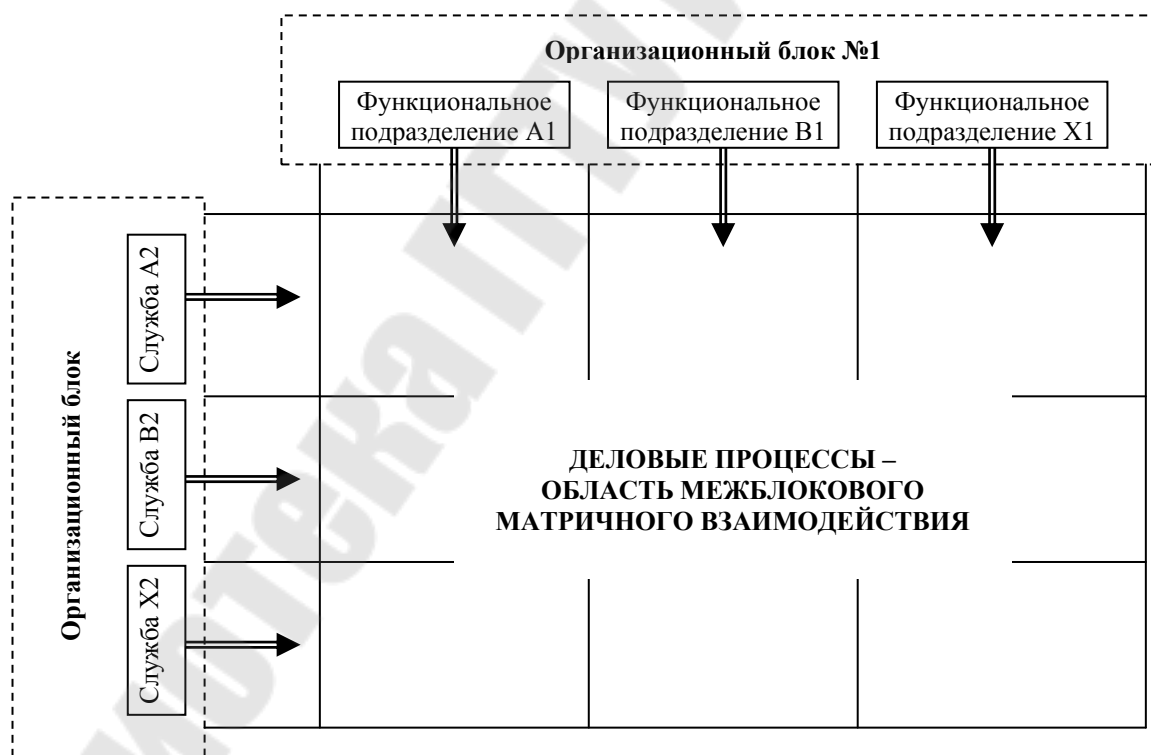 Организационный блок №1
Функциональное
подразделение А1
Функциональное
подразделение В1
Функциональное
подразделение Х1
Организационный блок
Служба А2
Служба В2
Служба Х2
ДЕЛОВЫЕ ПРОЦЕССЫ –
ОБЛАСТЬ МЕЖБЛОКОВОГО
МАТРИЧНОГО ВЗАИМОДЕЙСТВИЯ